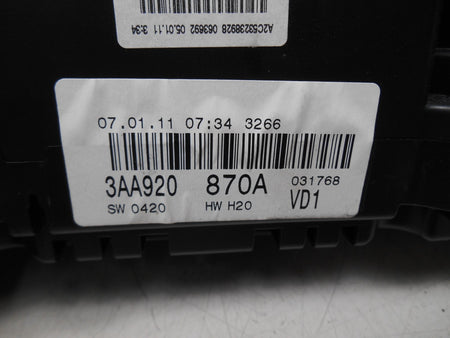 A2C53238928 063692 05.01.11 3:34
07.01.11 07:34 3266
3AA920 870A 031768
SW 0420 HW H20 VD1